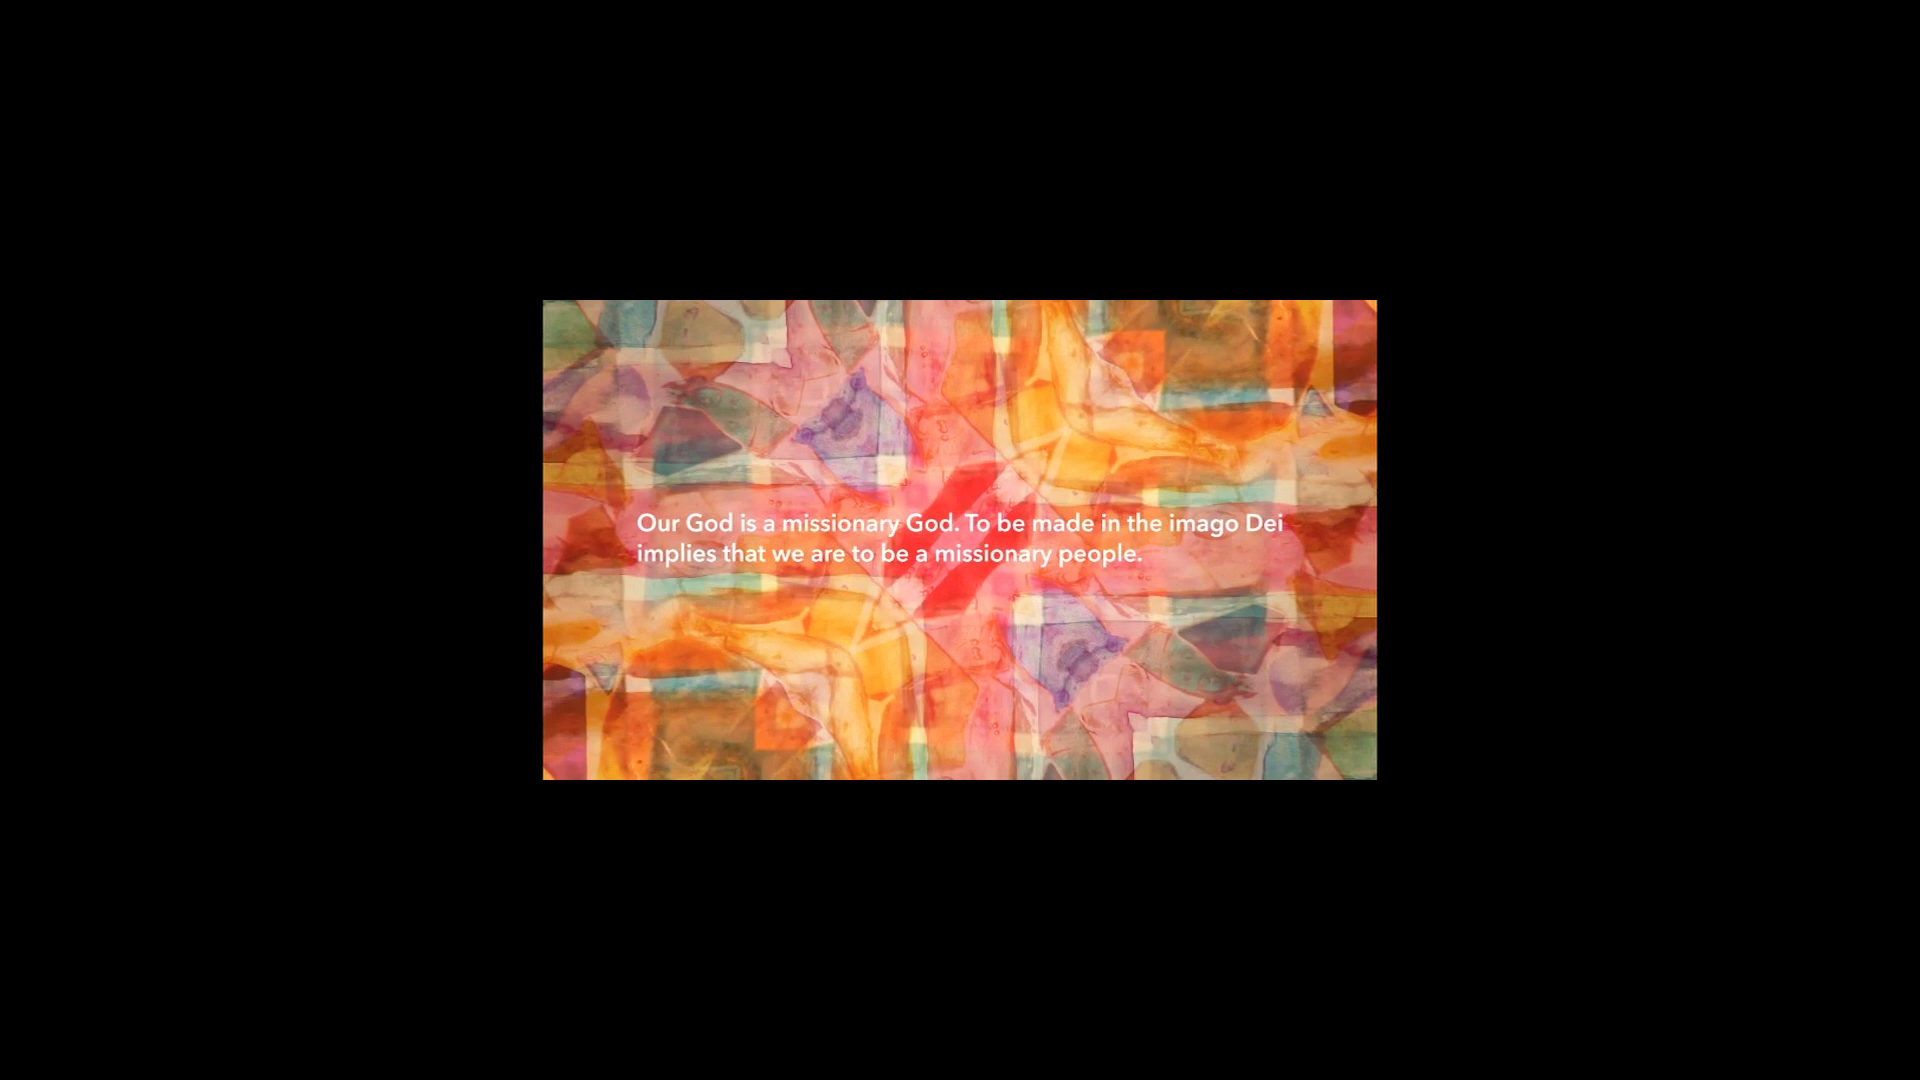 Our God is a missionary God. To be made in the imago Dei
implies that we are to be a missionary people.